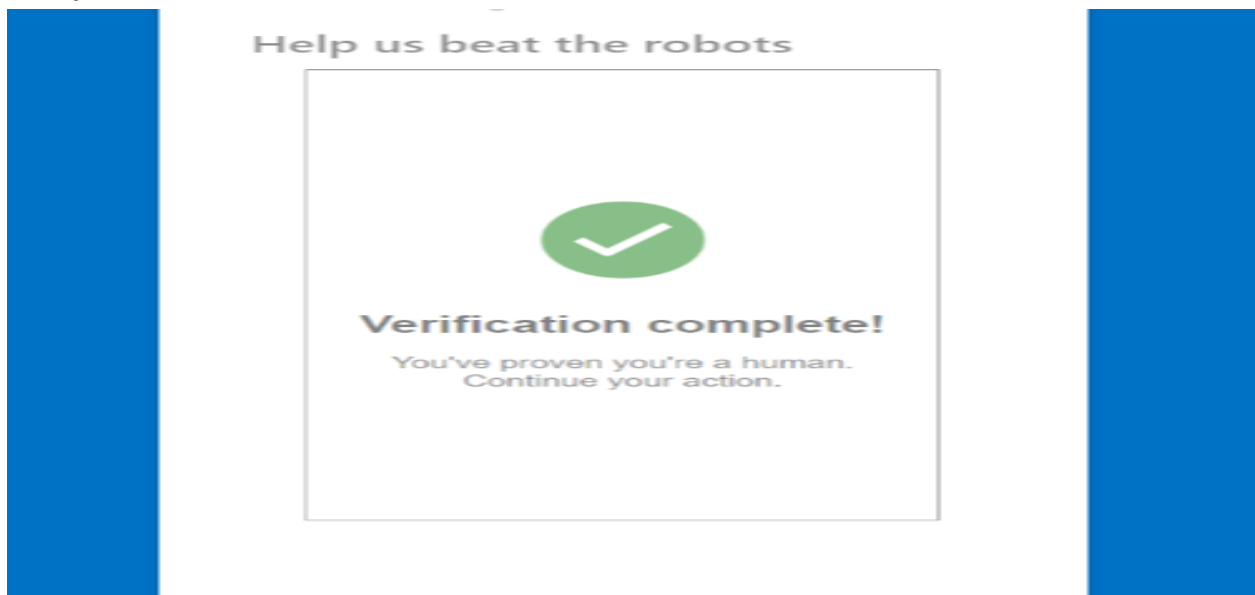 Help us beat the robots
Verification complete!
You've proven you're a human.
Continue your action.